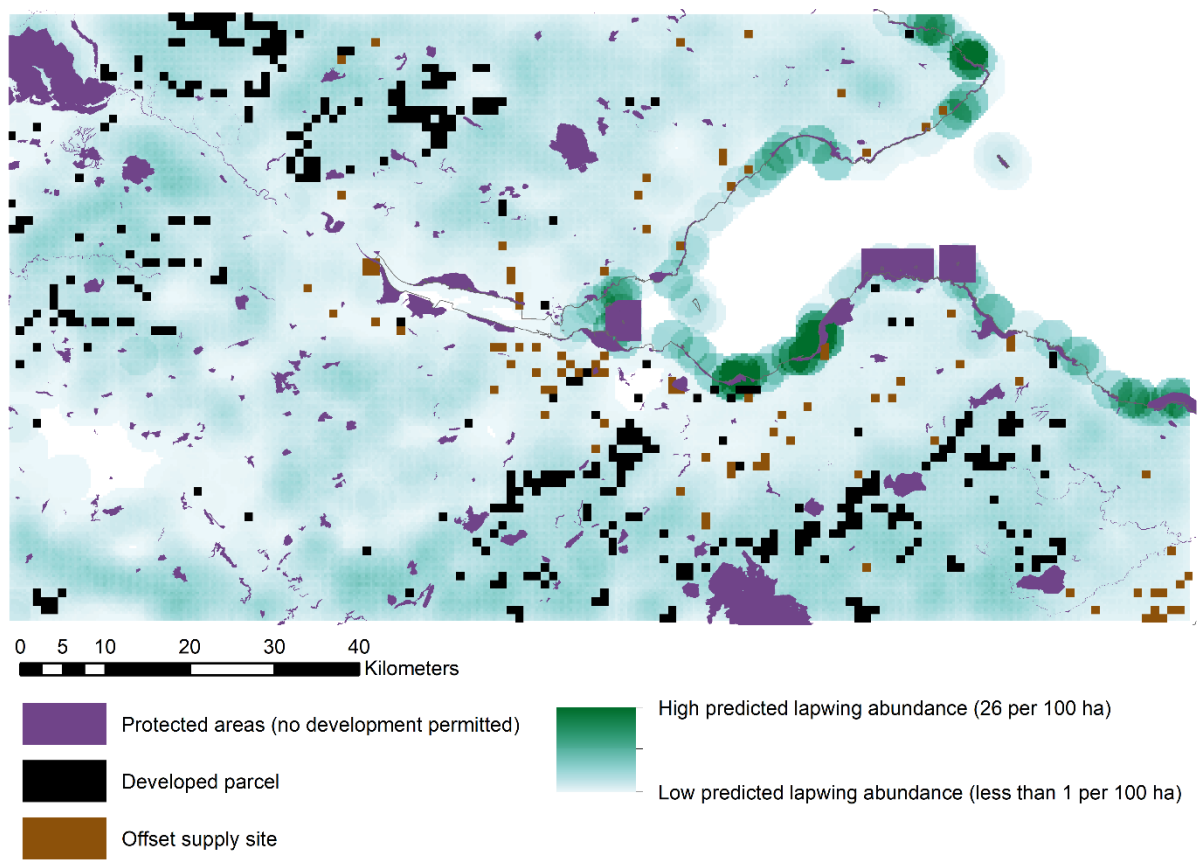 0 5 10 20 30 40
Kilometers
Protected areas (no development permitted)
Developed parcel
Offset supply site
High predicted lapwing abundance (26 per 100 ha)
Low predicted lapwing abundance (less than 1 per 100 ha)